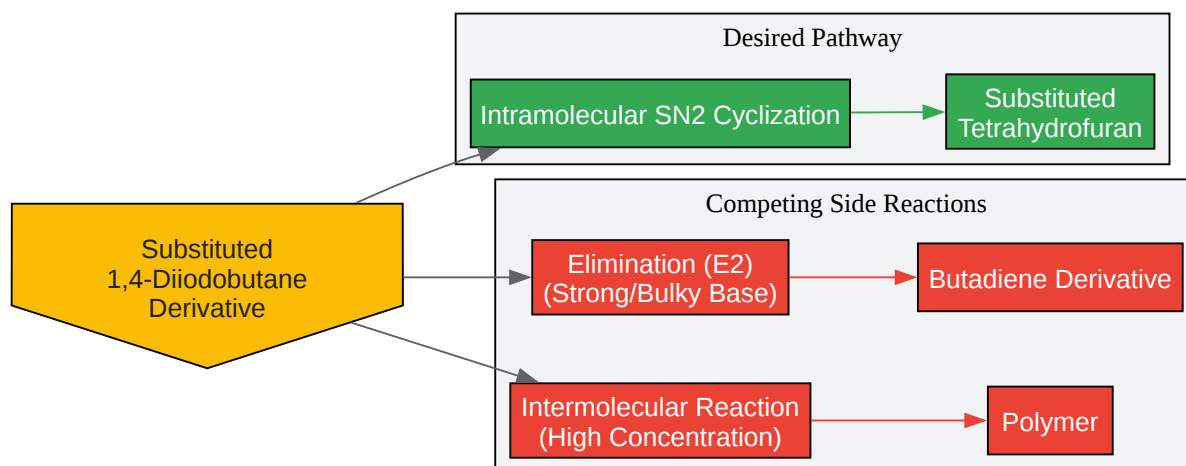 Desired Pathway
Intramolecular SN2 Cyclization
Substituted
Tetrahydrofuran
Competing Side Reactions
Substituted
1,4-Diiodobutane
Derivative
Elimination (E2)
(Strong/Bulky Base)
Butadiene Derivative
Intermolecular Reaction
(High Concentration)
Polymer